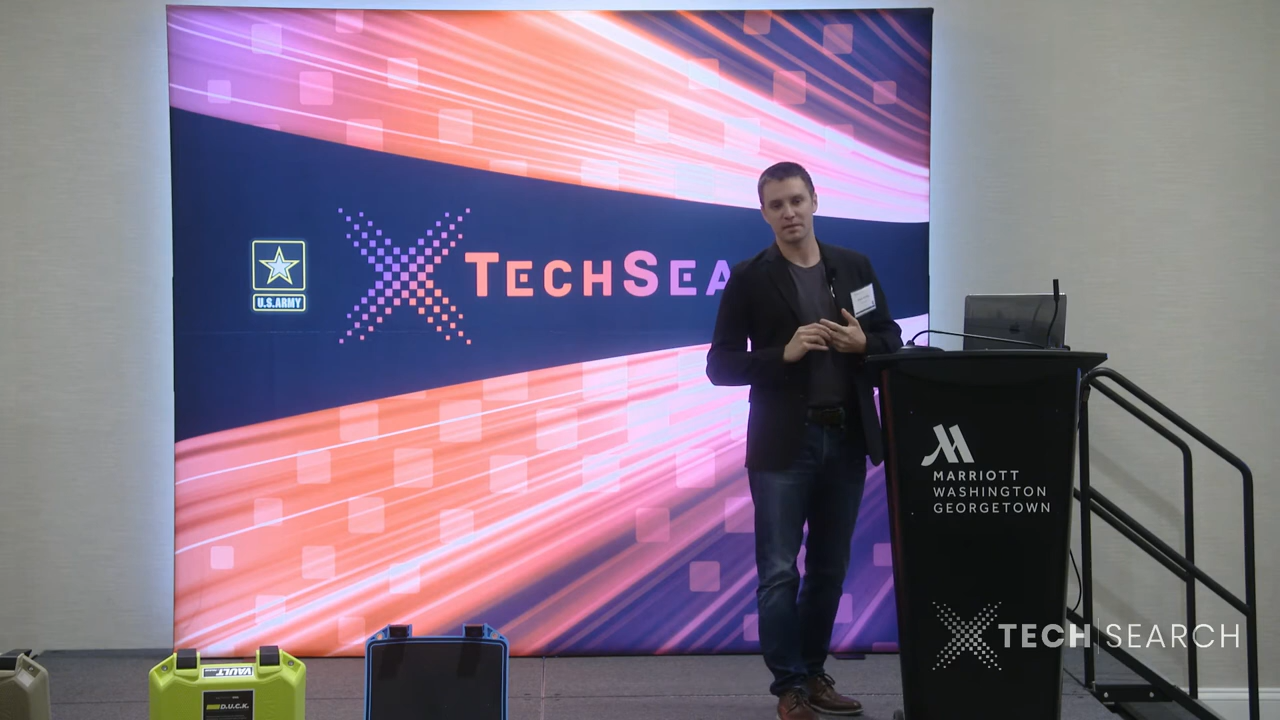 U.S.ARMY
TECHSEA
MARRIOTT
WASHINGTON
GEORGETOWN
TECH|SEARCH
VAULT
D.U.C.K.